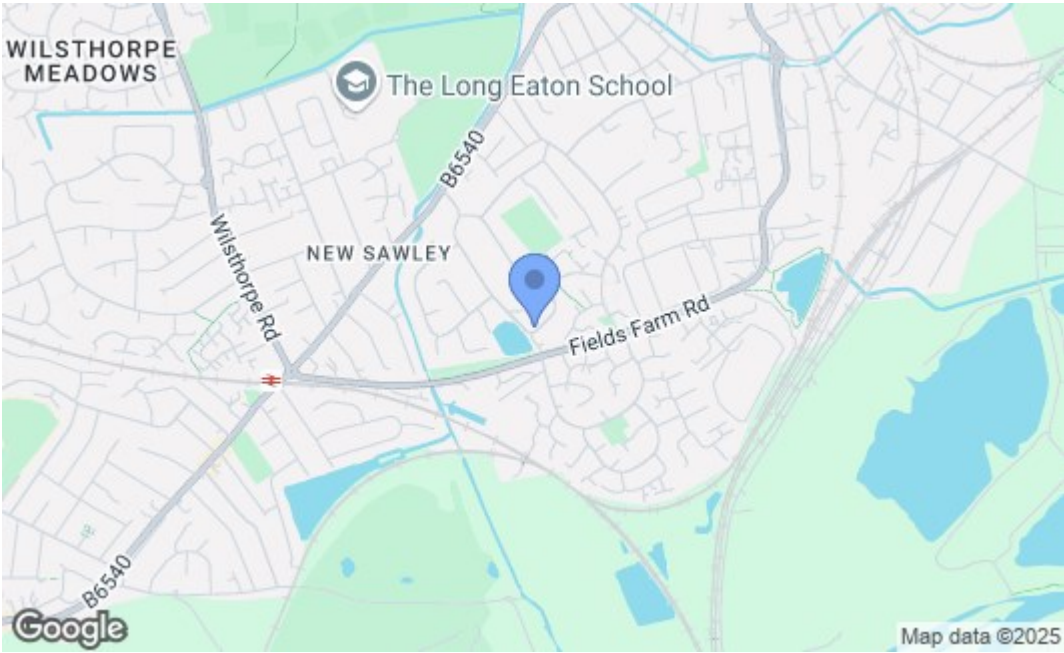 WILSTHORPE
MEADOWS
The Long Eaton School
B6540
Wilsthorpe Rd
NEW SAWLEY
Fields Farm Rd
B6540
Google
Map data ©2025